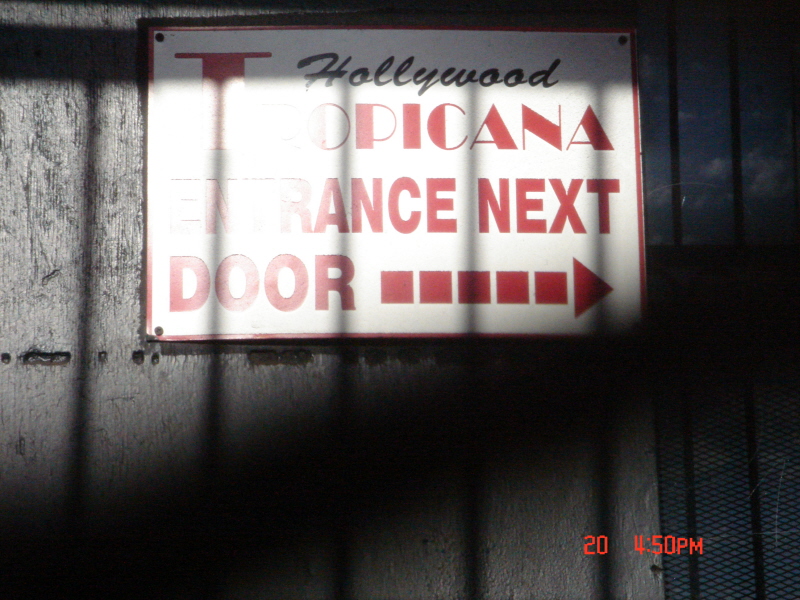 Hollywood
TROPICANA
ENTRANCE NEXT
DOOR
20 4:50PM